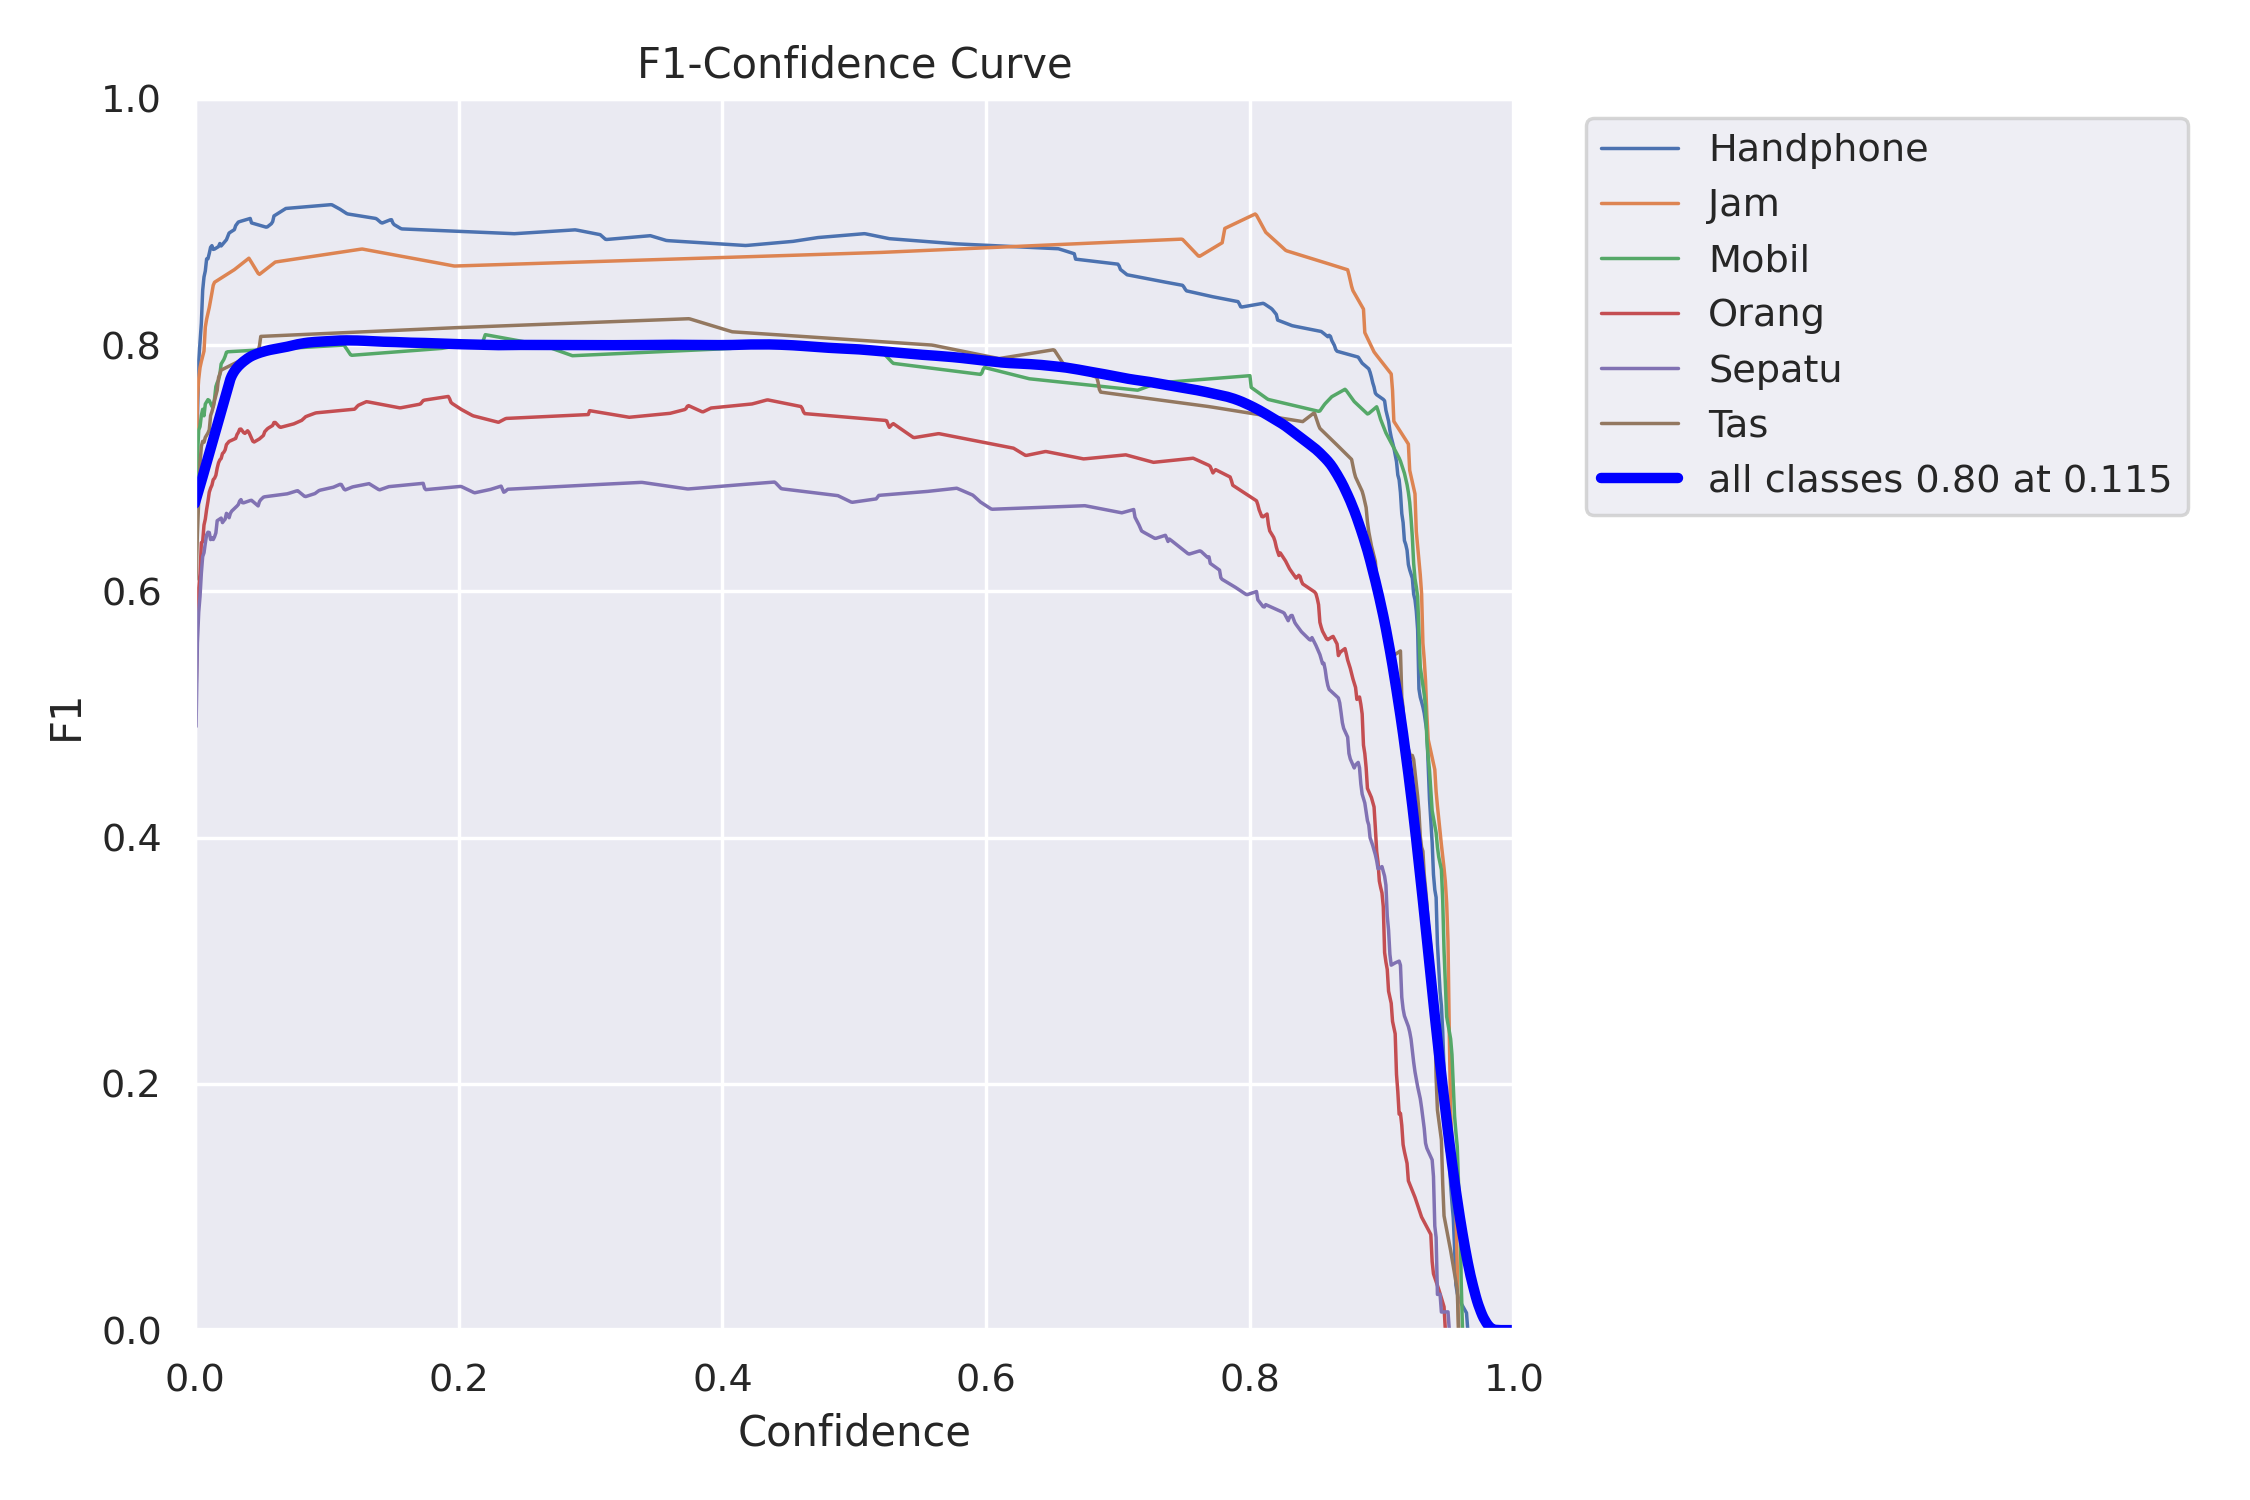 F1-Confidence Curve
1.0
0.8
0.6
0.4
0.2
0.0
F1
0.0 0.2 0.4 0.6 0.8 1.0
Confidence
Handphone
Jam
Mobil
Orang
Sepatu
Tas
all classes 0.80 at 0.115